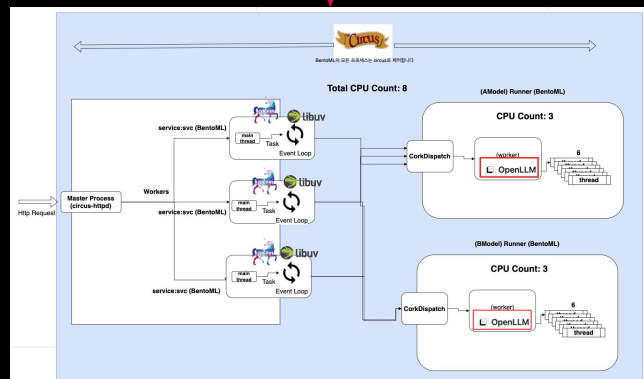 Circus
BentoML의 모든 프로세스는 circus로 제어합니다
Total CPU Count: 8
(AModel) Runner (BentoML)
CPU Count: 3
service:svc (BentoML)
libuv
main
thread
Task
Event Loop
CorkDispatch
(worker)
OpenLLM
6
thread
Http Request
Master Process
(circus-httpd)
Workers
libuv
main
thread
Task
Event Loop
service:svc (BentoML)
(BModel) Runner (BentoML)
CPU Count: 3
libuv
main
thread
Task
Event Loop
service:svc (BentoML)
CorkDispatch
(worker)
OpenLLM
6
thread